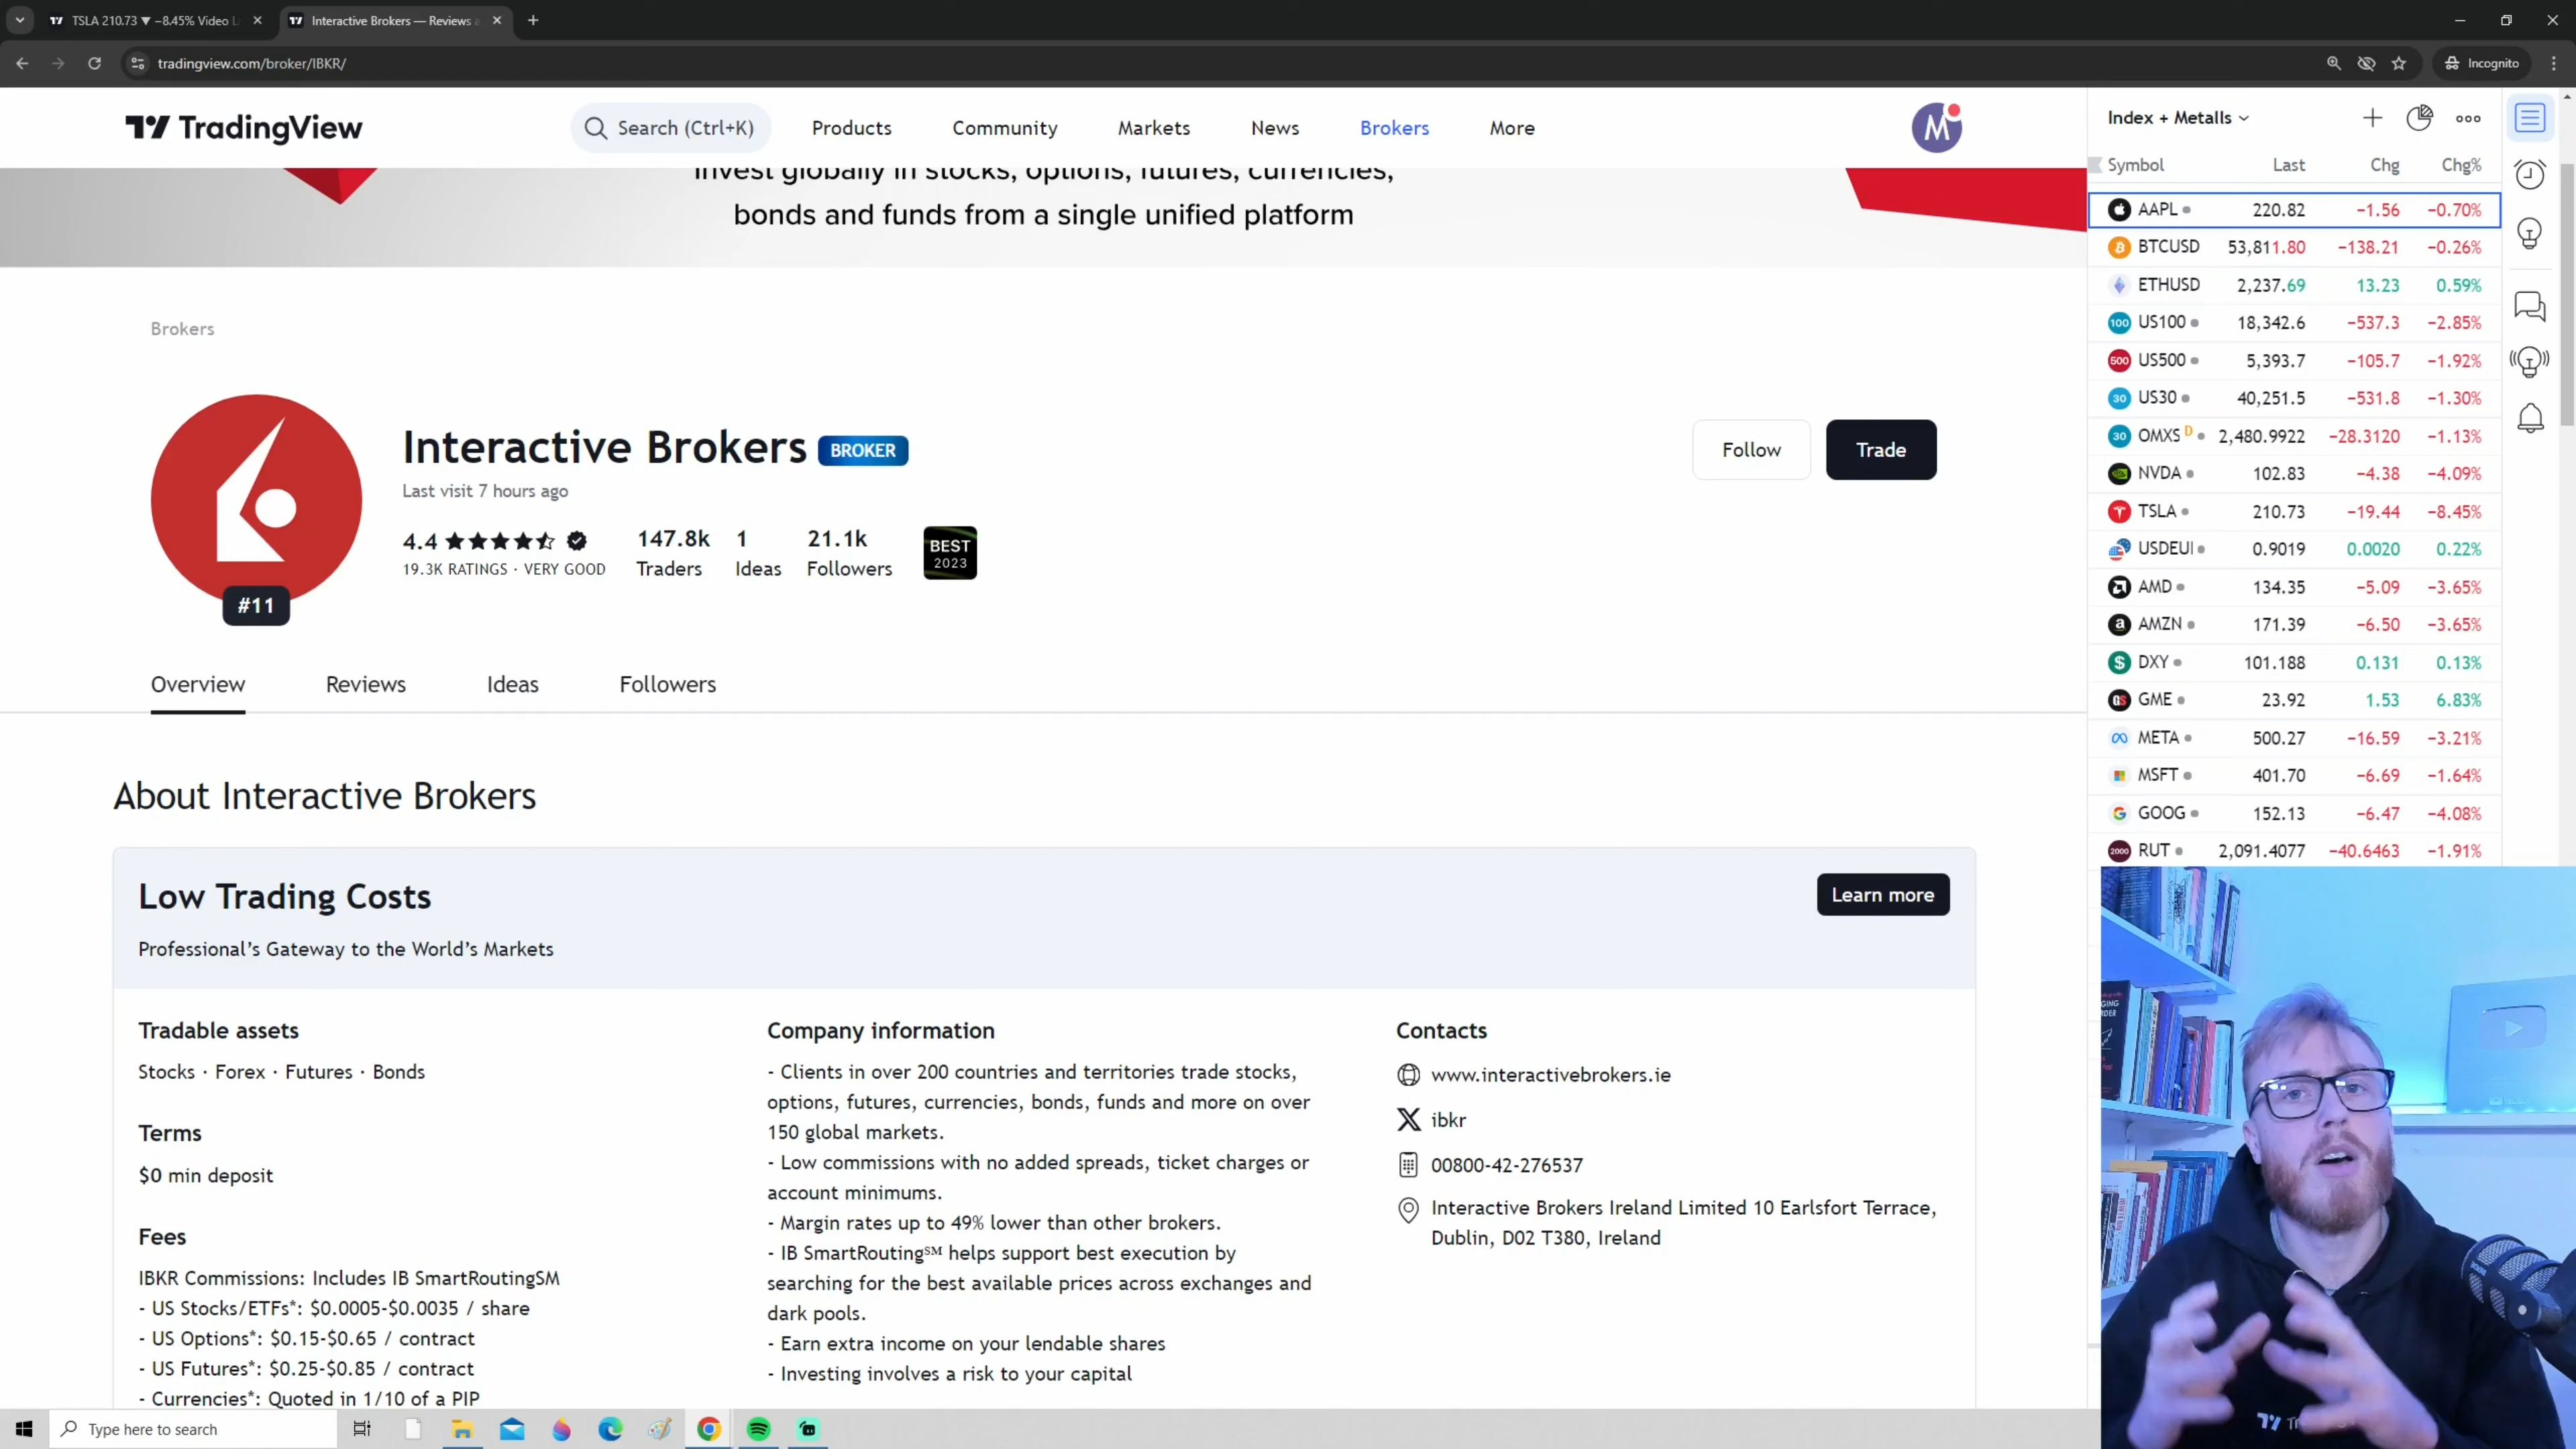 TSLA 210.73 ▼ −8.45% Video L
Interactive Brokers — Reviews a
tradingview.com/broker/IBKR/
Incognito
TradingView
Search (Ctrl+K)
Products
Community
Markets
News
Brokers
More
M
Invest globally in stocks, options, futures, currencies,
bonds and funds from a single unified platform
Brokers
Interactive Brokers BROKER
Last visit 7 hours ago
4.4
19.3K RATINGS · VERY GOOD
147.8k
Traders
1
Ideas
21.1k
Followers
BEST
2023
#11
Follow
Trade
Overview
Reviews
Ideas
Followers
About Interactive Brokers
Low Trading Costs
Professional's Gateway to the World's Markets
Learn more
Tradable assets
Stocks · Forex · Futures · Bonds
Terms
$0 min deposit
Fees
IBKR Commissions: Includes IB SmartRoutingSM
- US Stocks/ETFs*: $0.0005-$0.0035 / share
- US Options*: $0.15-$0.65 / contract
- US Futures*: $0.25-$0.85 / contract
- Currencies*: Quoted in 1/10 of a PIP
Company information
- Clients in over 200 countries and territories trade stocks,
options, futures, currencies, bonds, funds and more on over
150 global markets.
- Low commissions with no added spreads, ticket charges or
account minimums.
- Margin rates up to 49% lower than other brokers.
- IB SmartRouting℠ helps support best execution by
searching for the best available prices across exchanges and
dark pools.
- Earn extra income on your lendable shares
- Investing involves a risk to your capital
Contacts
www.interactivebrokers.ie
ibkr
00800-42-276537
Interactive Brokers Ireland Limited 10 Earlsfort Terrace,
Dublin, D02 T380, Ireland
Index + Metalls
Symbol Last Chg Chg%
AAPL 220.82 −1.56 −0.70%
BTCUSD 53,811.80 −138.21 −0.26%
ETHUSD 2,237.69 13.23 0.59%
100 US100 18,342.6 −537.3 −2.85%
500 US500 5,393.7 −105.7 −1.92%
30 US30 40,251.5 −531.8 −1.30%
30 OMXS D 2,480.9922 −28.3120 −1.13%
NVDA 102.83 −4.38 −4.09%
TSLA 210.73 −19.44 −8.45%
USDEUI 0.9019 0.0020 0.22%
AMD 134.35 −5.09 −3.65%
AMZN 171.39 −6.50 −3.65%
DXY 101.188 0.131 0.13%
GME 23.92 1.53 6.83%
META 500.27 −16.59 −3.21%
MSFT 401.70 −6.69 −1.64%
GOOG 152.13 −6.47 −4.08%
2000 RUT 2,091.4077 −40.6463 −1.91%
Type here to search